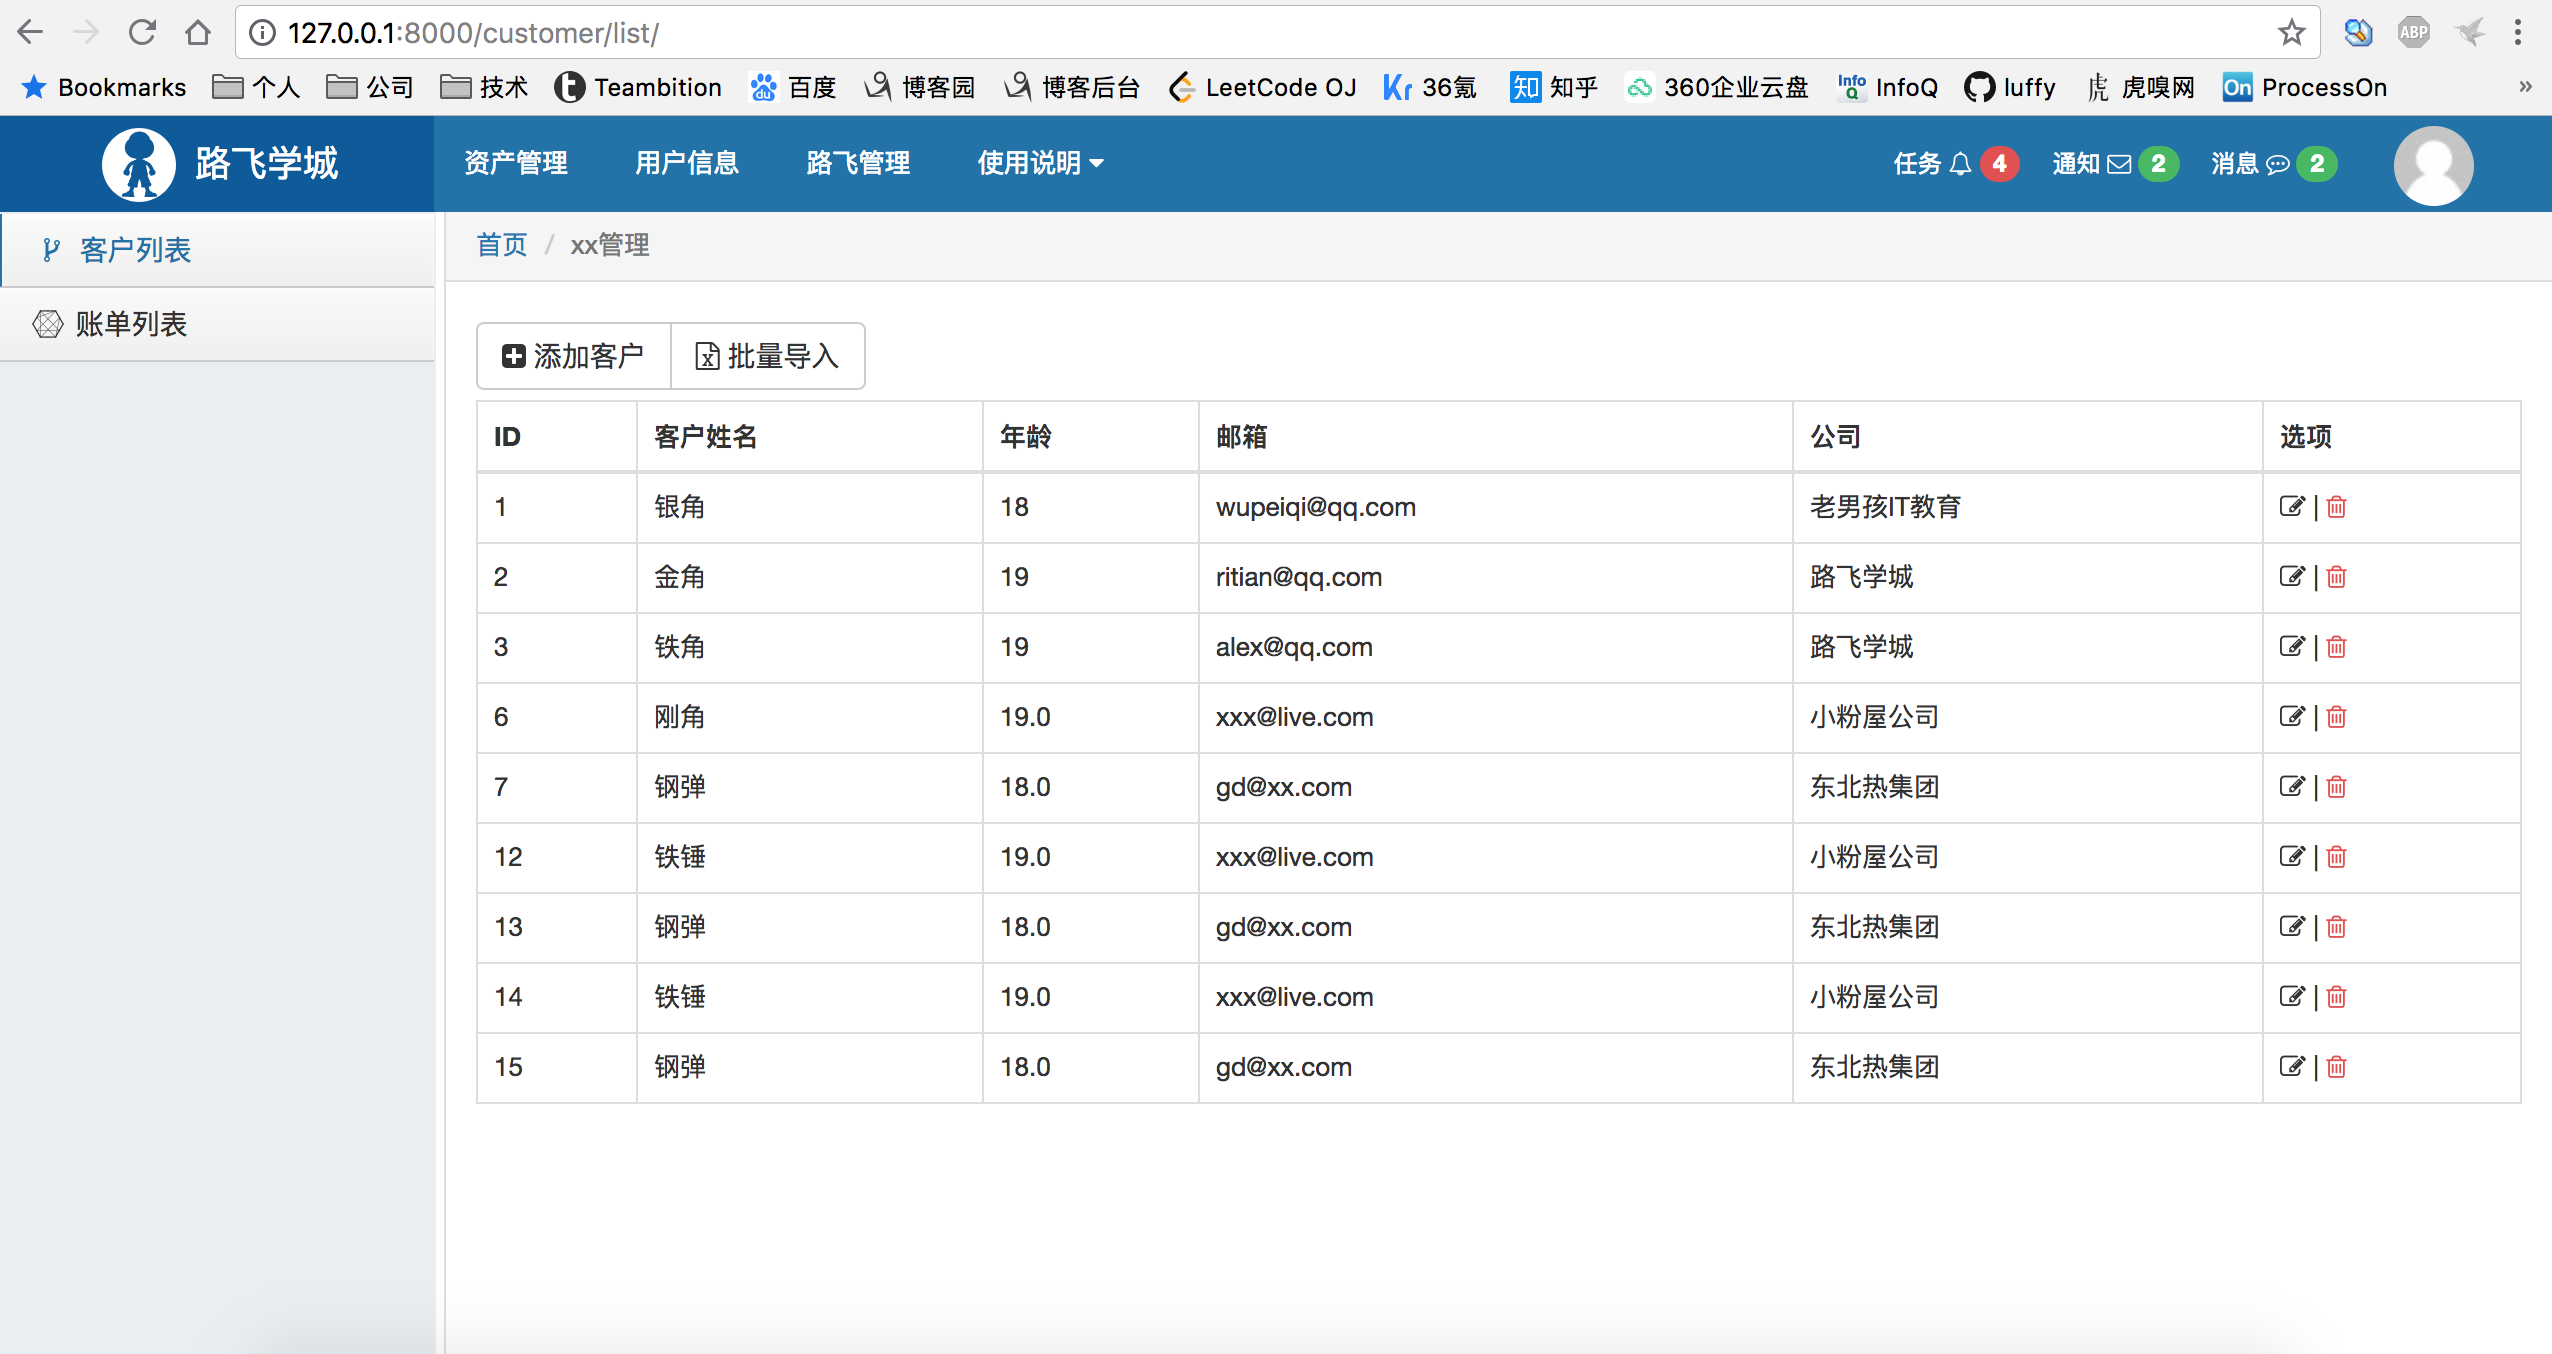 127.0.0.1:8000/customer/list/
ABP
Bookmarks 个人 公司 技术 Teambition du 百度 博客园 博客后台 LeetCode OJ Kr 36氪 知 知乎 360企业云盘 Info Q InfoQ luffy 虎 虎嗅网 On ProcessOn »
路飞学城 资产管理 用户信息 路飞管理 使用说明 任务 4 通知 2 消息 2
客户列表
账单列表
首页 / xx管理
添加客户 批量导入
ID 客户姓名 年龄 邮箱 公司 选项
1 银角 18 wupeiqi@qq.com 老男孩IT教育 |
2 金角 19 ritian@qq.com 路飞学城 |
3 铁角 19 alex@qq.com 路飞学城 |
6 刚角 19.0 xxx@live.com 小粉屋公司 |
7 钢弹 18.0 gd@xx.com 东北热集团 |
12 铁锤 19.0 xxx@live.com 小粉屋公司 |
13 钢弹 18.0 gd@xx.com 东北热集团 |
14 铁锤 19.0 xxx@live.com 小粉屋公司 |
15 钢弹 18.0 gd@xx.com 东北热集团 |